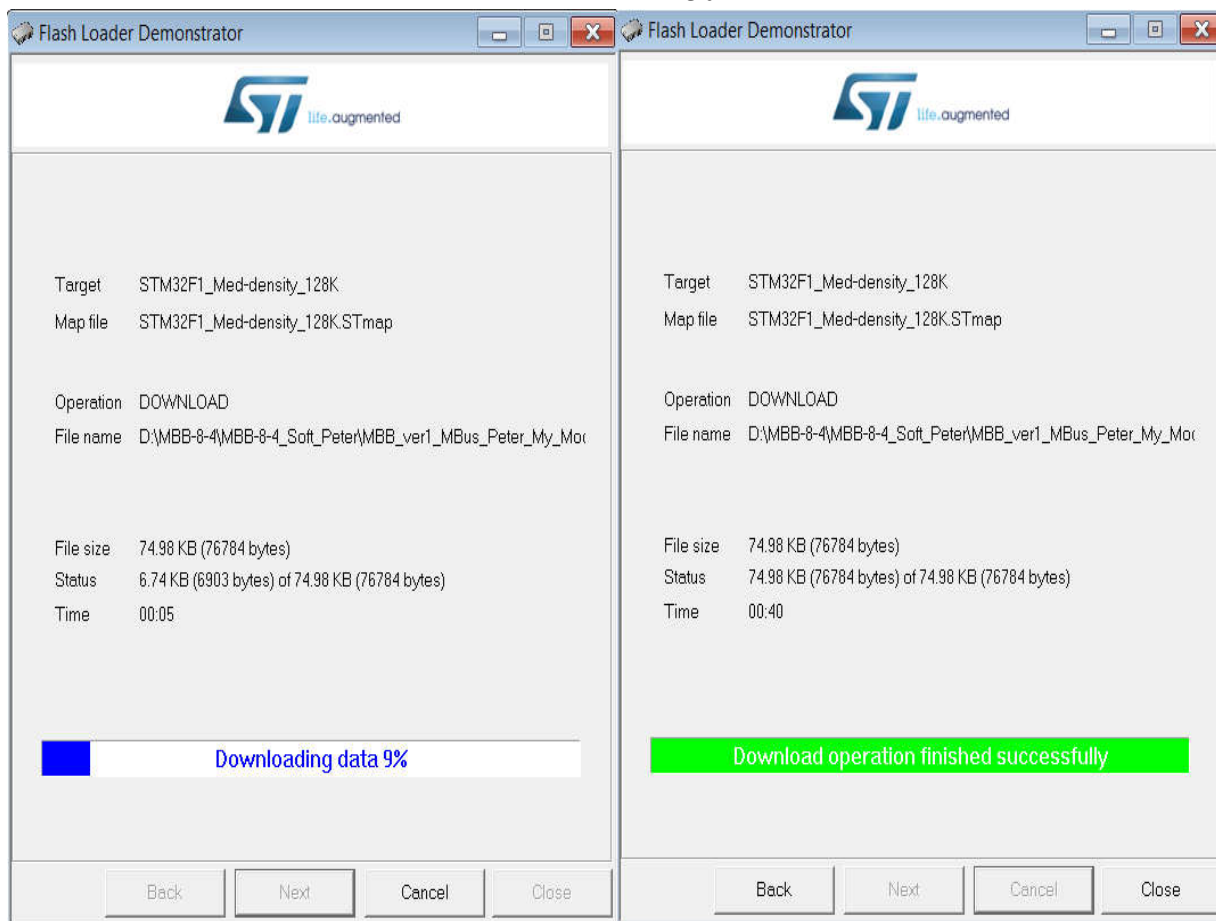 Flash Loader Demonstrator
ST life.augmented
Target STM32F1_Med-density_128K
Map file STM32F1_Med-density_128K.STmap
Operation DOWNLOAD
File name D:\MBB-8-4\MBB-8-4_Soft_Peter\MBB_ver1_MBus_Peter_My_Moc
File size 74.98 KB (76784 bytes)
Status 6.74 KB (6903 bytes) of 74.98 KB (76784 bytes)
Time 00:05
Downloading data 9%
Back Next Cancel Close
Flash Loader Demonstrator
ST life.augmented
Target STM32F1_Med-density_128K
Map file STM32F1_Med-density_128K.STmap
Operation DOWNLOAD
File name D:\MBB-8-4\MBB-8-4_Soft_Peter\MBB_ver1_MBus_Peter_My_Moc
File size 74.98 KB (76784 bytes)
Status 74.98 KB (76784 bytes) of 74.98 KB (76784 bytes)
Time 00:40
Download operation finished successfully
Back Next Cancel Close